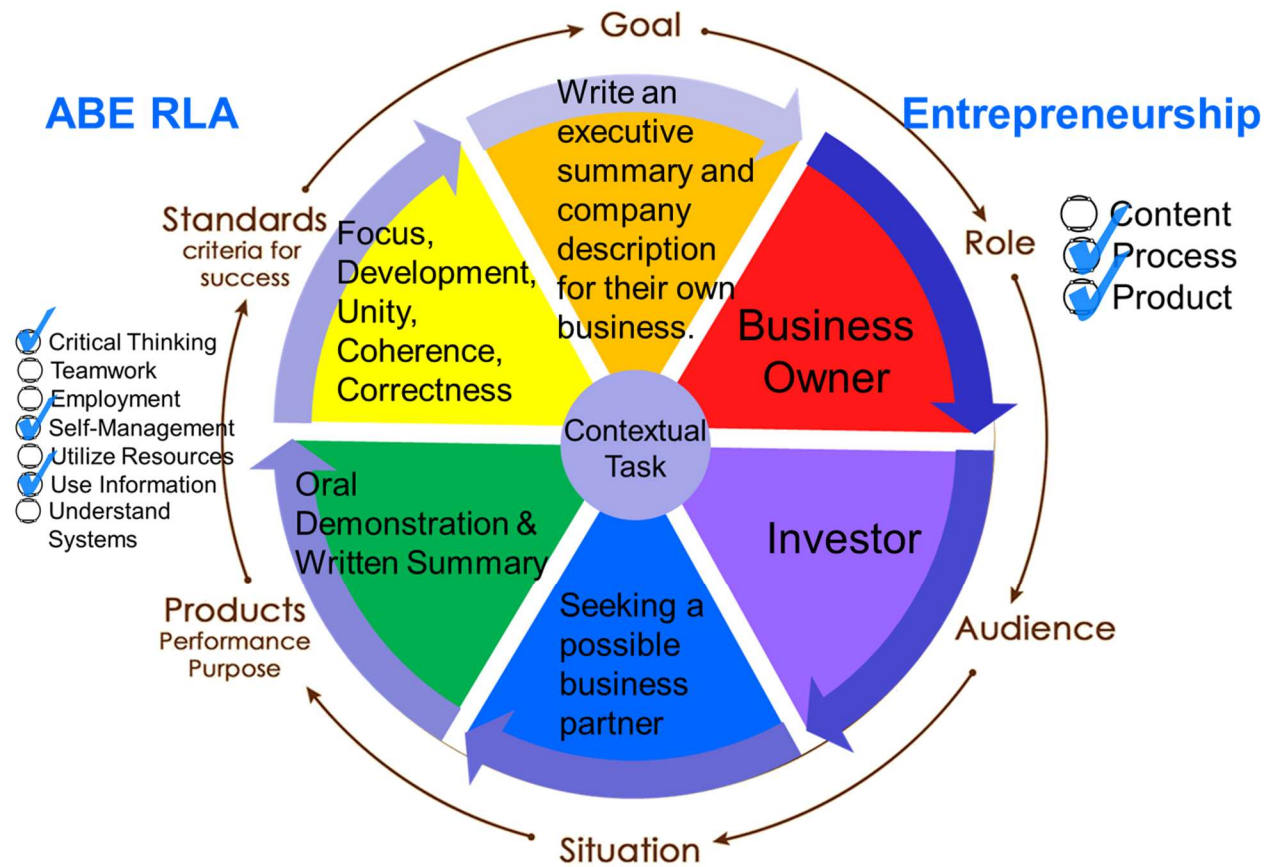 Goal
ABE RLA
Entrepreneurship
Write an
executive
summary and
company
description
for their own
business.
Standards
criteria for
success
Focus,
Development,
Unity,
Coherence,
Correctness
Role
Content
Process
Product
Business
Owner
Critical Thinking
Teamwork
Employment
Self-Management
Utilize Resources
Use Information
Understand
Systems
Contextual
Task
Oral
Demonstration &
Written Summary
Investor
Products
Performance
Purpose
Seeking a
possible
business
partner
Audience
Situation